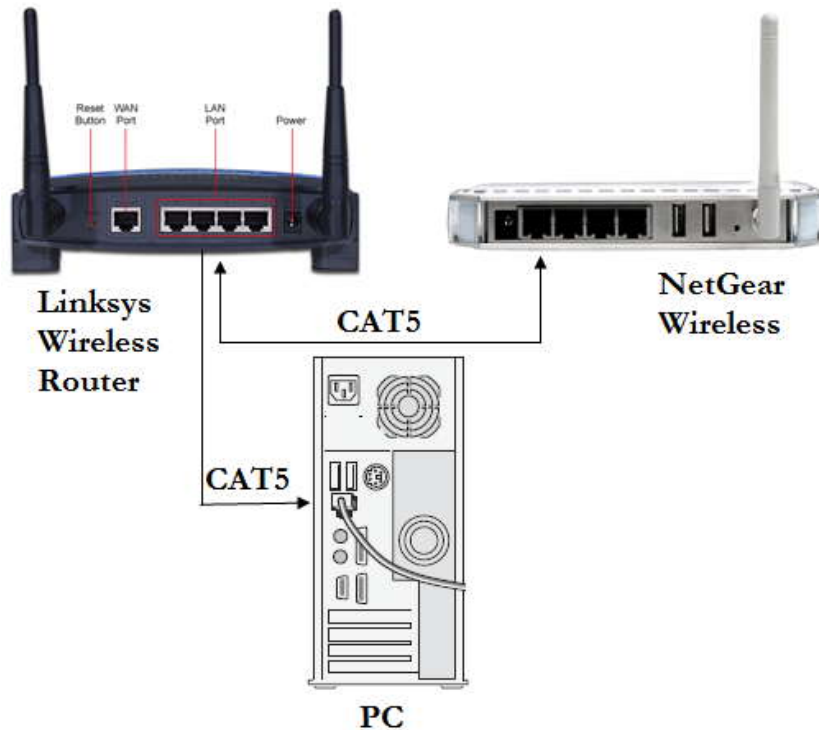 Reset WAN
Button Port
LAN
Port
Power
Linksys
Wireless
Router
NetGear
Wireless
CAT5
CAT5
PC